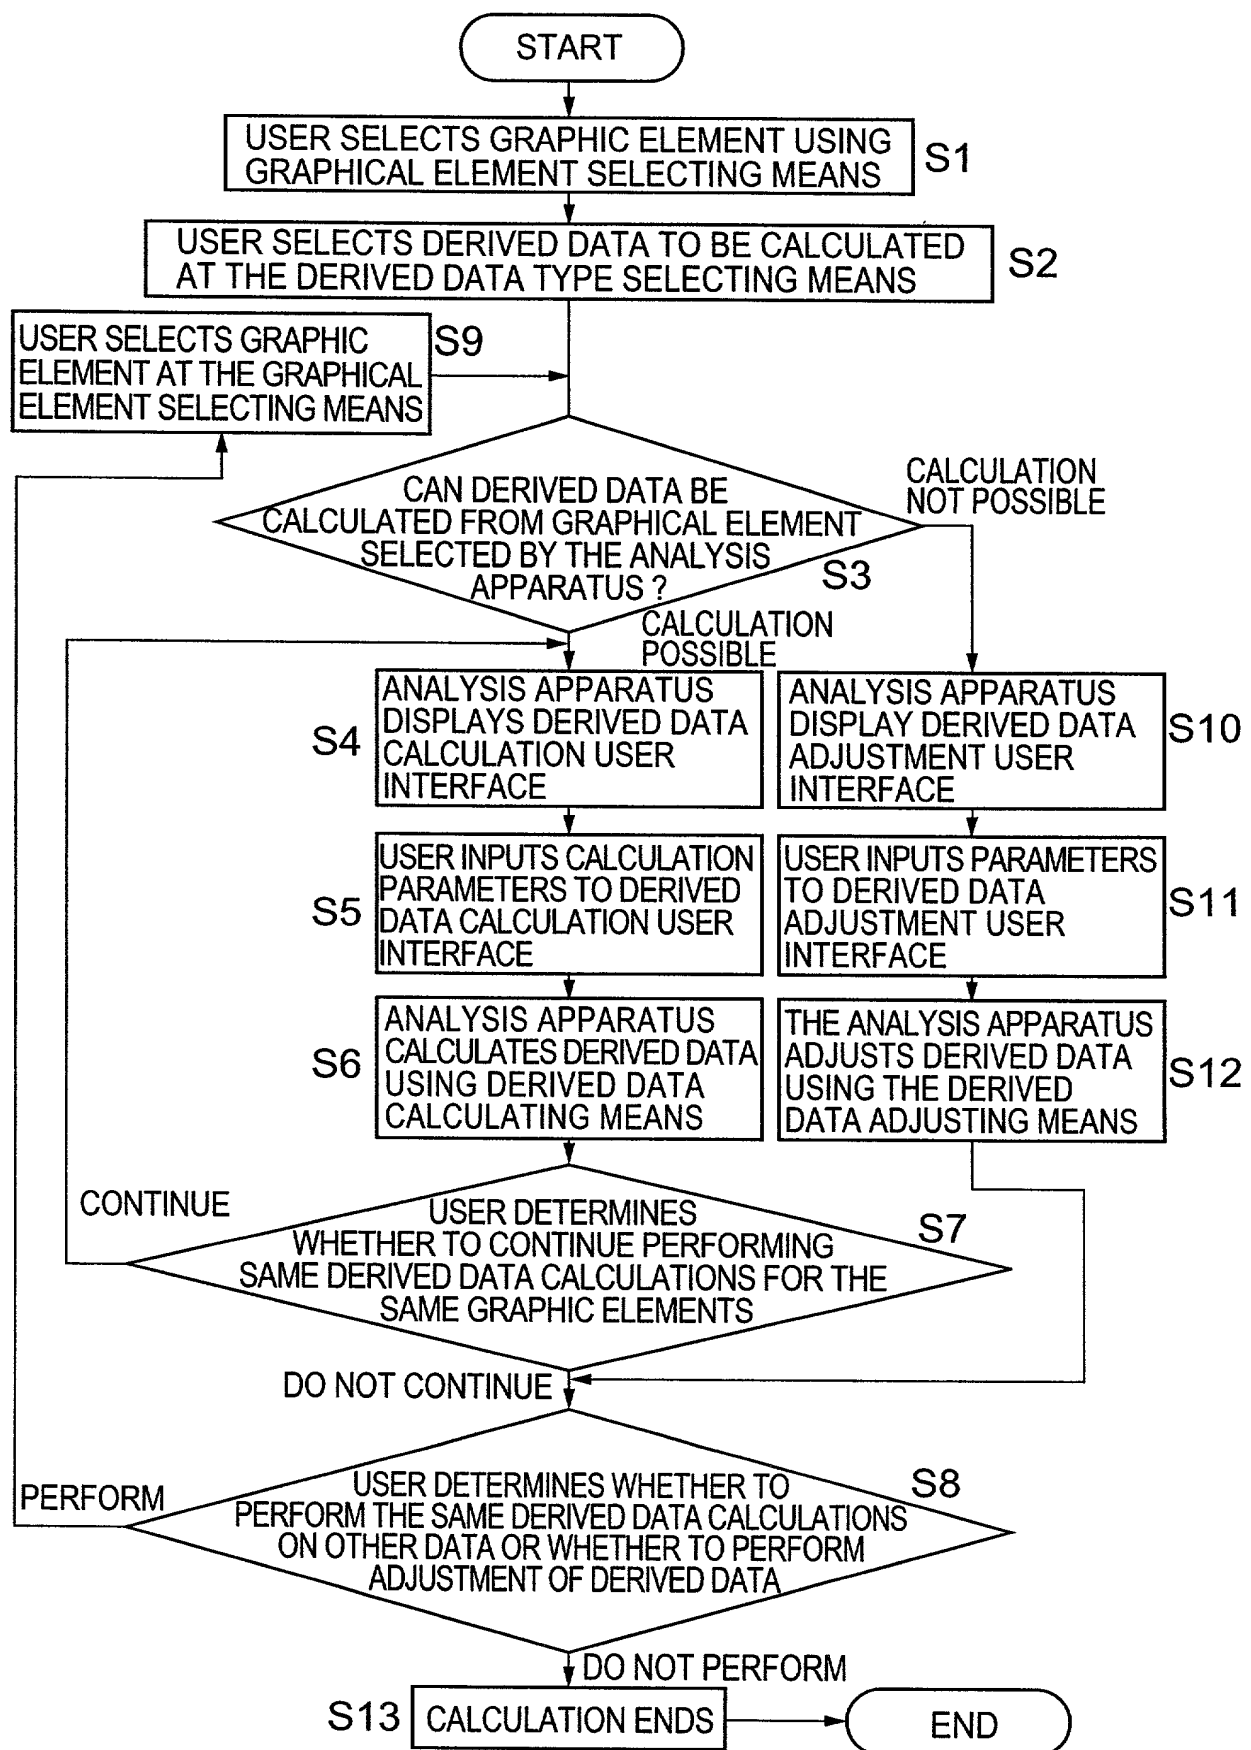 START
USER SELECTS GRAPHIC ELEMENT USING
GRAPHICAL ELEMENT SELECTING MEANS
S1
USER SELECTS DERIVED DATA TO BE CALCULATED
AT THE DERIVED DATA TYPE SELECTING MEANS
S2
USER SELECTS GRAPHIC
ELEMENT AT THE GRAPHICAL
ELEMENT SELECTING MEANS
S9
CAN DERIVED DATA BE
CALCULATED FROM GRAPHICAL ELEMENT
SELECTED BY THE ANALYSIS
APPARATUS ?
S3
CALCULATION
NOT POSSIBLE
CALCULATION
POSSIBLE
S4
ANALYSIS APPARATUS
DISPLAYS DERIVED DATA
CALCULATION USER
INTERFACE
ANALYSIS APPARATUS
DISPLAY DERIVED DATA
ADJUSTMENT USER
INTERFACE
S10
S5
USER INPUTS CALCULATION
PARAMETERS TO DERIVED
DATA CALCULATION USER
INTERFACE
USER INPUTS PARAMETERS
TO DERIVED DATA
ADJUSTMENT USER
INTERFACE
S11
S6
ANALYSIS APPARATUS
CALCULATES DERIVED DATA
USING DERIVED DATA
CALCULATING MEANS
THE ANALYSIS APPARATUS
ADJUSTS DERIVED DATA
USING THE DERIVED
DATA ADJUSTING MEANS
S12
CONTINUE
USER DETERMINES
WHETHER TO CONTINUE PERFORMING
SAME DERIVED DATA CALCULATIONS FOR THE
SAME GRAPHIC ELEMENTS
S7
DO NOT CONTINUE
PERFORM
USER DETERMINES WHETHER TO
PERFORM THE SAME DERIVED DATA CALCULATIONS
ON OTHER DATA OR WHETHER TO PERFORM
ADJUSTMENT OF DERIVED DATA
S8
DO NOT PERFORM
S13
CALCULATION ENDS
END